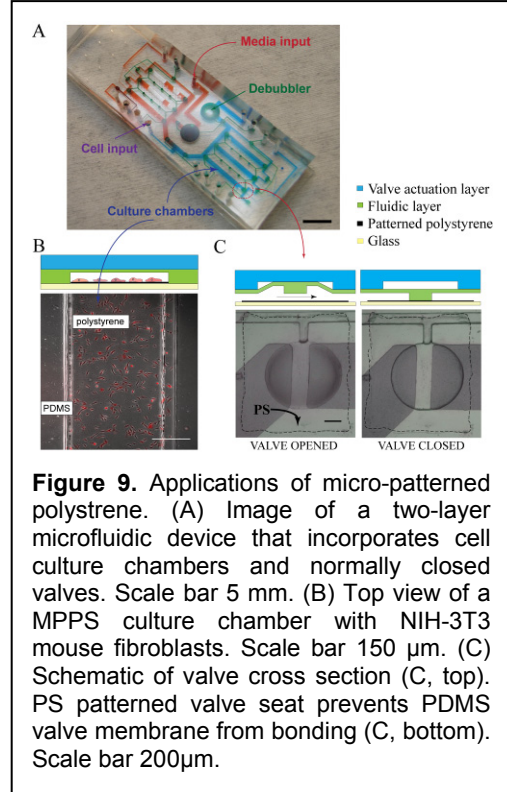 A
Media input
Debubbler
Cell input
Culture chambers
Valve actuation layer
Fluidic layer
Patterned polystyrene
Glass
B
C
polystyrene
PDMS
PS
VALVE OPENED
VALVE CLOSED
Figure 9. Applications of micro-patterned
polystrene. (A) Image of a two-layer
microfluidic device that incorporates cell
culture chambers and normally closed
valves. Scale bar 5 mm. (B) Top view of a
MPPS culture chamber with NIH-3T3
mouse fibroblasts. Scale bar 150 µm. (C)
Schematic of valve cross section (C, top).
PS patterned valve seat prevents PDMS
valve membrane from bonding (C, bottom).
Scale bar 200µm.